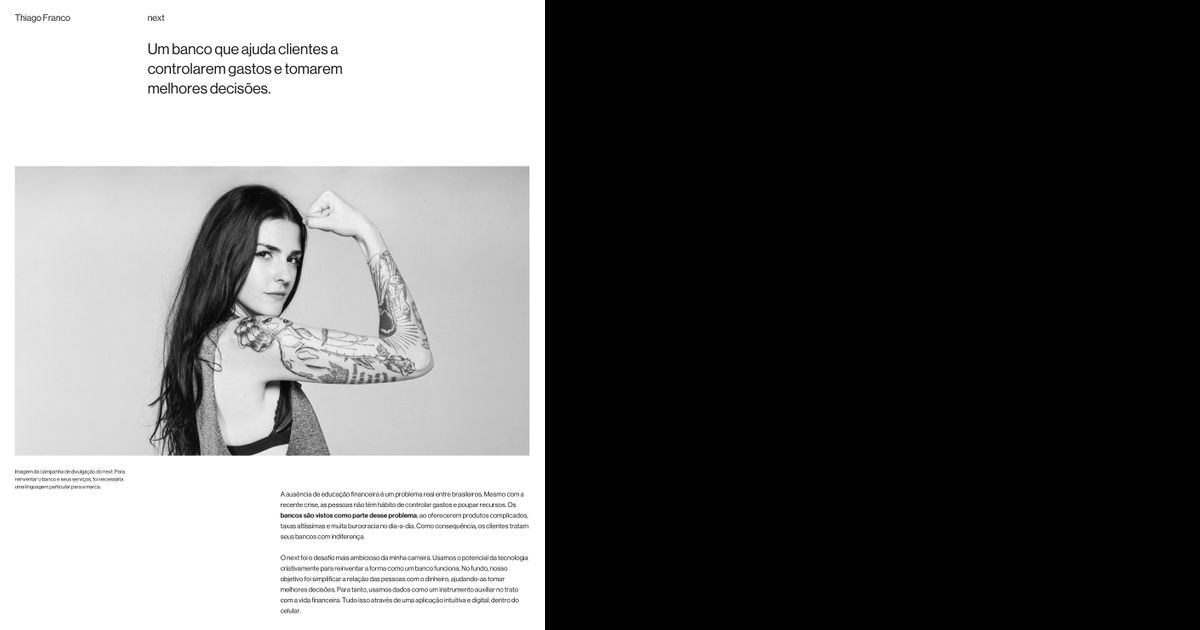 Thiago Franco
next
Um banco que ajuda clientes a
controlarem gastos e tomarem
melhores decisões.
Imagem da campanha de divulgação do next. Para
reinventar o banco e seus serviços, foi necessária
uma linguagem particular para a marca.
A ausência de educação financeira é um problema real entre brasileiros. Mesmo com a
recente crise, as pessoas não têm hábito de controlar gastos e poupar recursos. Os
bancos são vistos como parte desse problema, ao oferecerem produtos complicados,
taxas altíssimas e muita burocracia no dia-a-dia. Como consequência, os clientes tratam
seus bancos com indiferença.
O next foi o desafio mais ambicioso da minha carreira. Usamos o potencial da tecnologia
criativamente para reinventar a forma como um banco funciona. No fundo, nosso
objetivo foi simplificar a relação das pessoas com o dinheiro, ajudando-as tomar
melhores decisões. Para tanto, usamos dados como um instrumento auxiliar no trato
com a vida financeira. Tudo isso através de uma aplicação intuitiva e digital, dentro do
celular.